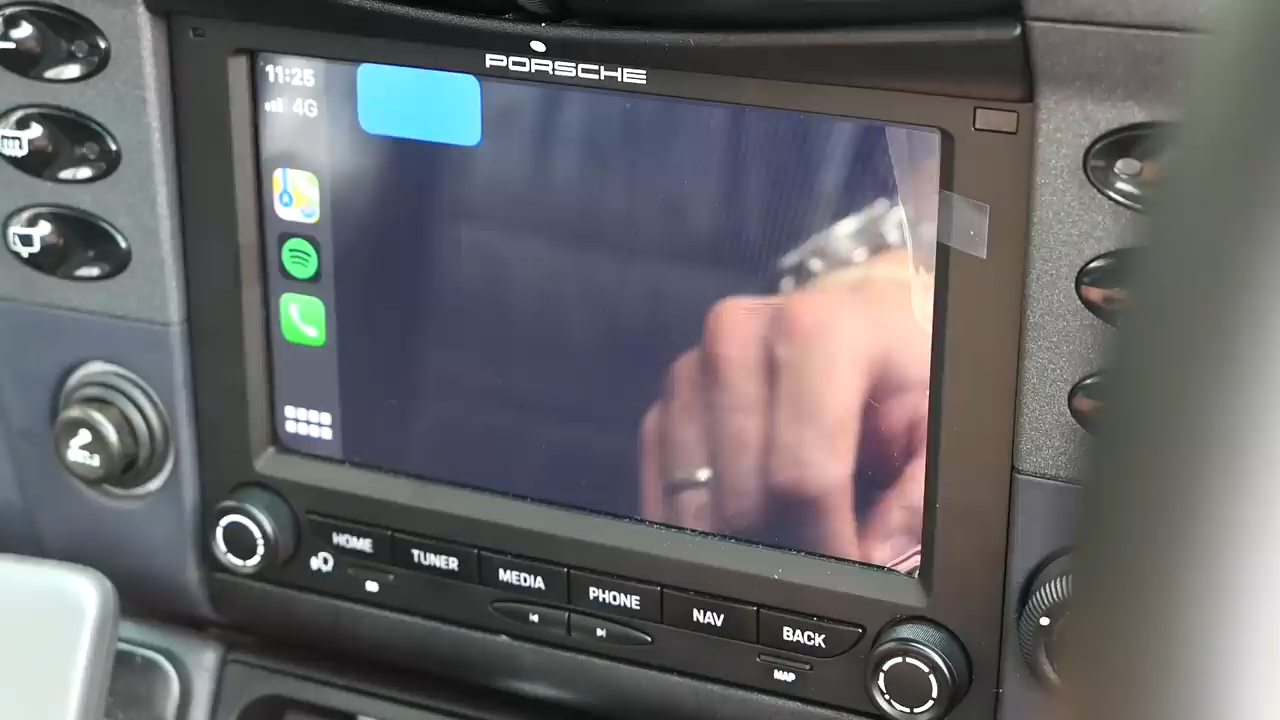 PORSCHE
11:25
4G
HOME
TUNER
MEDIA
PHONE
NAV
BACK
MAP